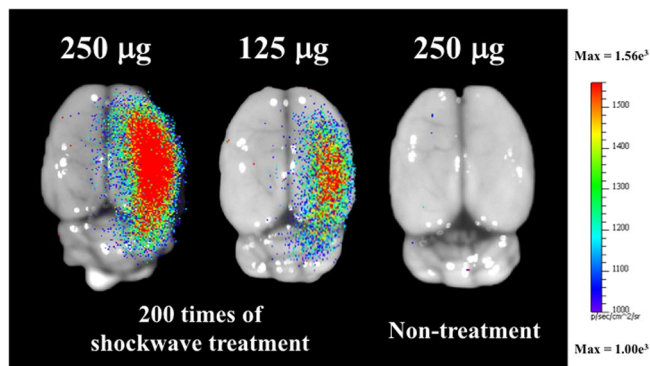 250 µg
125 µg
250 µg
Max = 1.56e³
1500
1400
1300
1200
1100
1000
p/sec/cm^2/sr
200 times of
shockwave treatment
Non-treatment
Max = 1.00e³